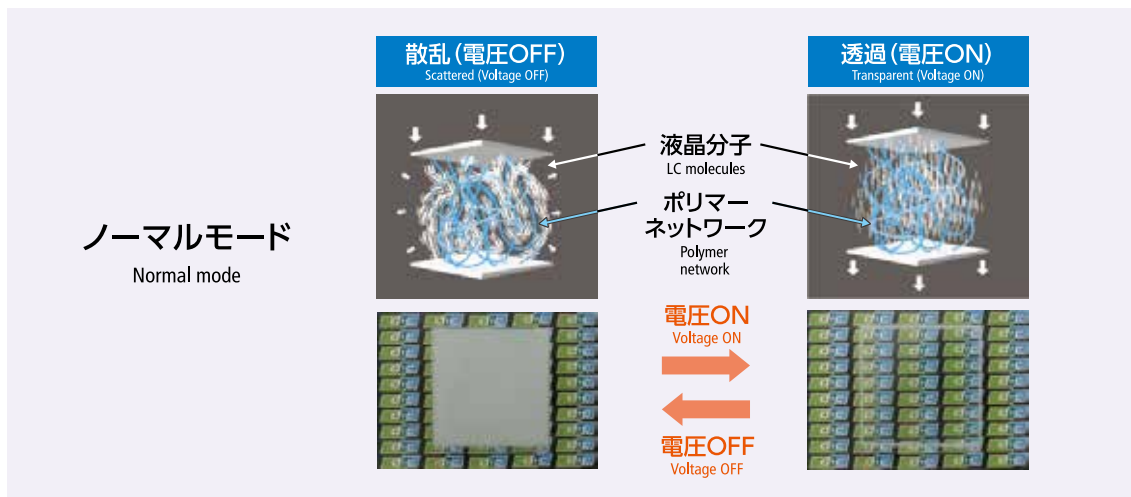 散乱(電圧OFF)
Scattered (Voltage OFF)
透過(電圧ON)
Transparent (Voltage ON)
液晶分子
LC molecules
ポリマー
ネットワーク
Polymer
network
ノーマルモード
Normal mode
電圧ON
Voltage ON
電圧OFF
Voltage OFF